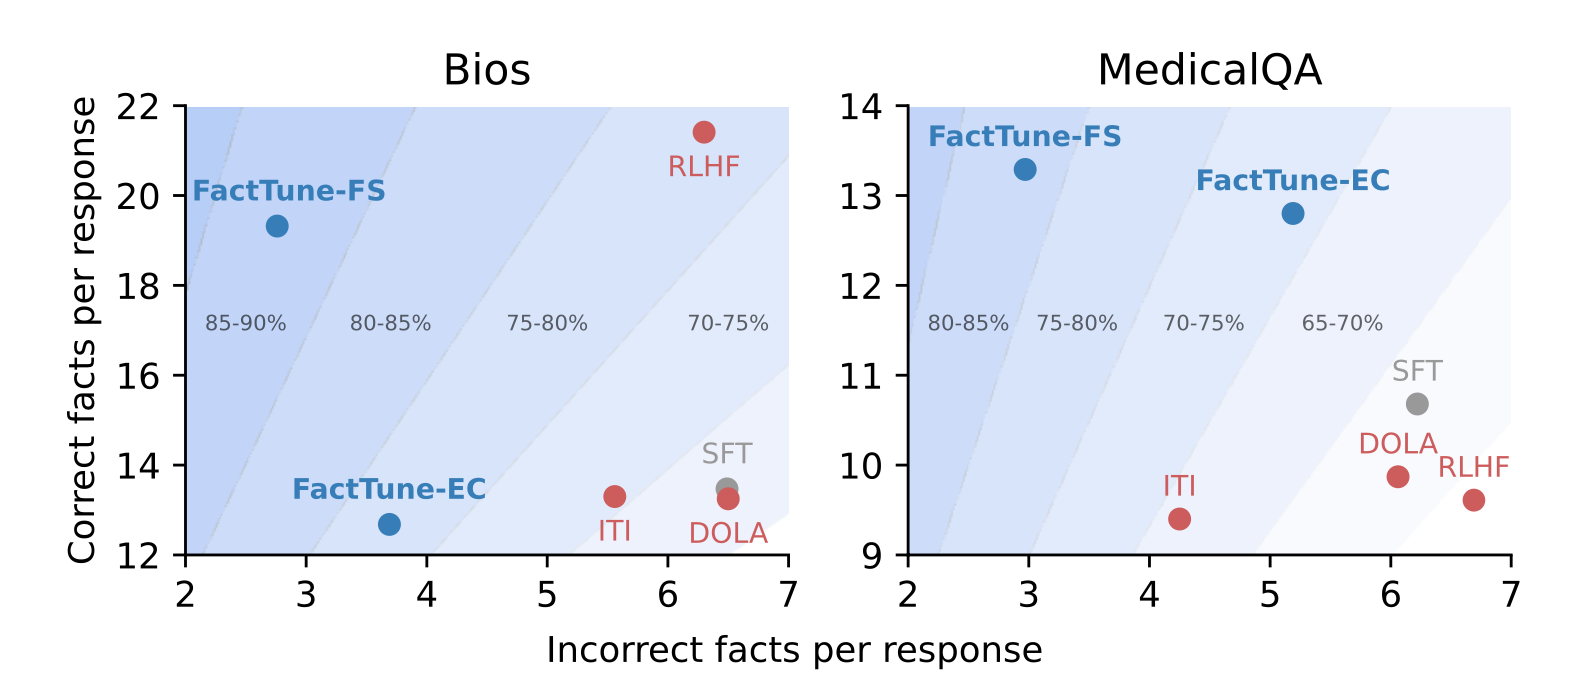 Bios
Correct facts per response
22
20
18
16
14
12
FactTune-FS
RLHF
85-90%
80-85%
75-80%
70-75%
SFT
FactTune-EC
ITI
DOLA
2
3
4
5
6
7
MedicalQA
14
13
12
11
10
9
FactTune-FS
FactTune-EC
80-85%
75-80%
70-75%
65-70%
SFT
DOLA
RLHF
ITI
2
3
4
5
6
7
Incorrect facts per response